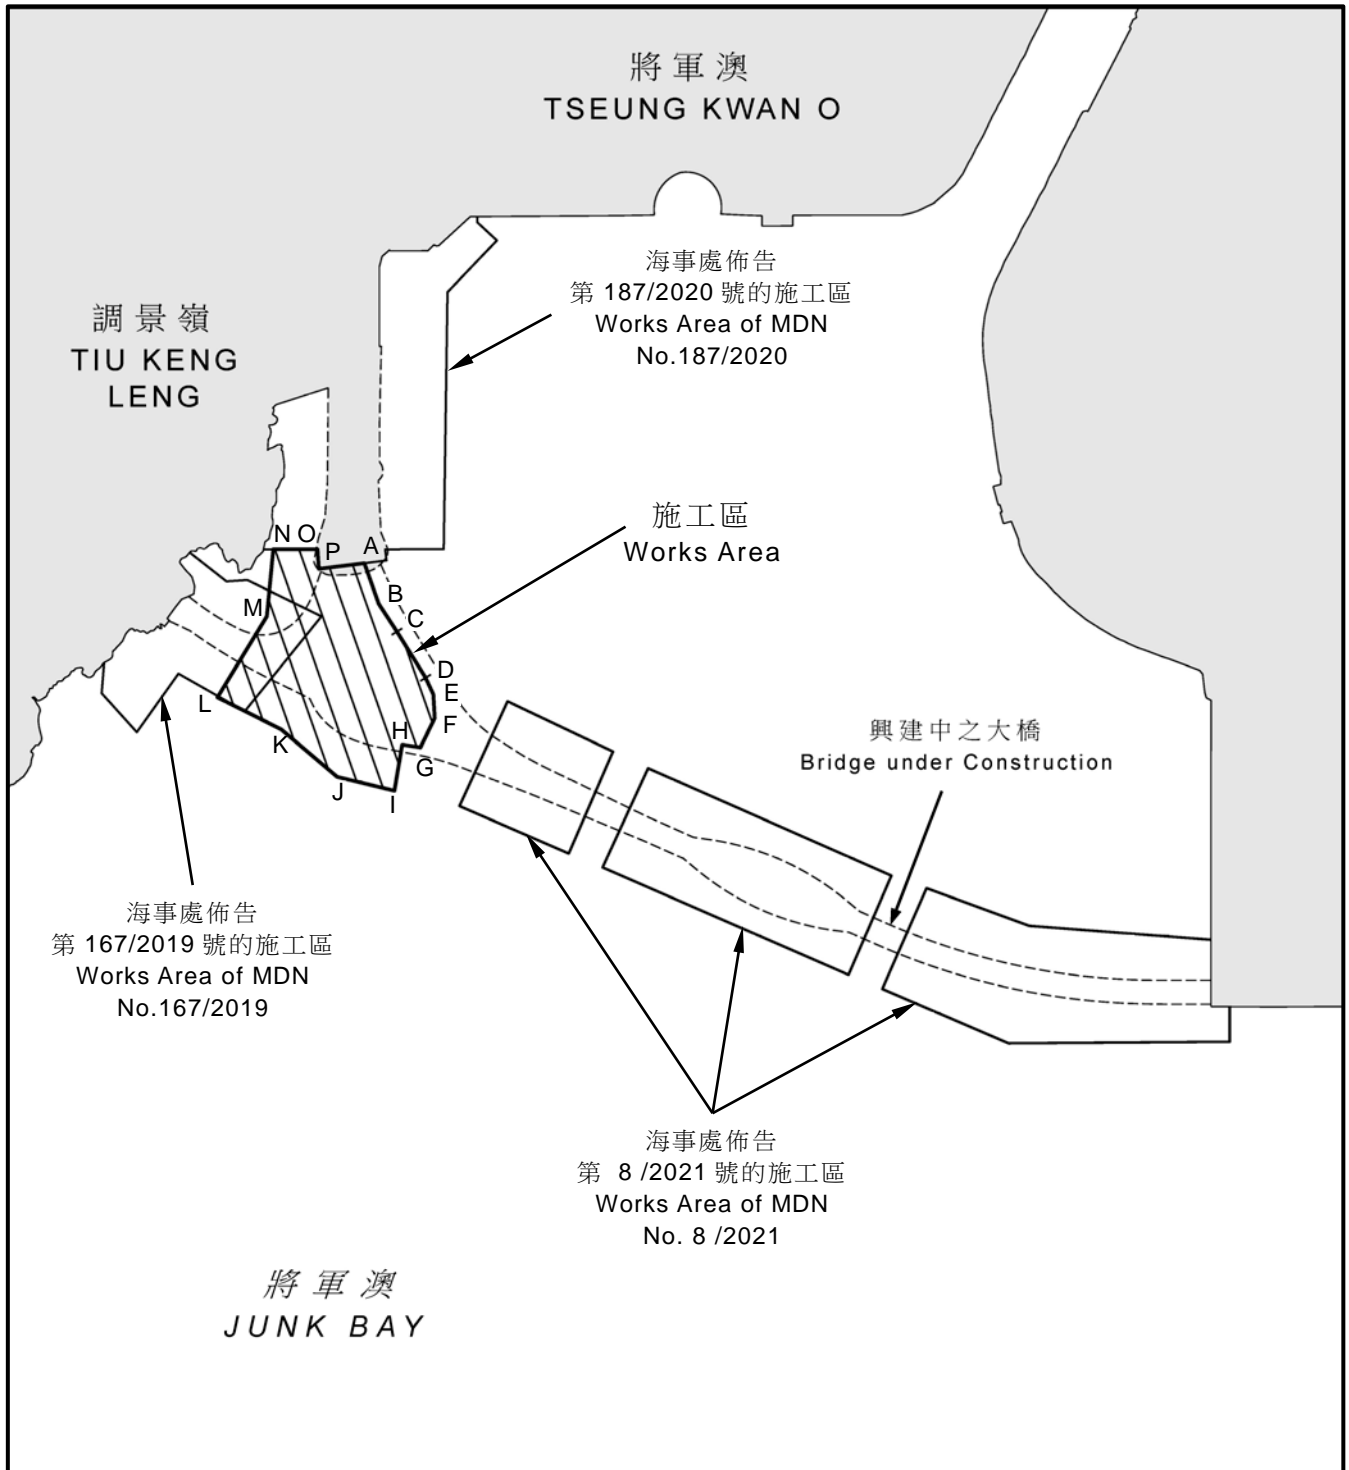 將軍澳
TSEUNG KWAN O
海事處佈告
第 187/2020 號的施工區
Works Area of MDN
No.187/2020
調景嶺
TIU KENG
LENG
施工區
Works Area
N O P A
B
C
M
D
E
L
F
H
K
G
J
I
興建中之大橋
Bridge under Construction
海事處佈告
第 167/2019 號的施工區
Works Area of MDN
No.167/2019
海事處佈告
第 8 /2021 號的施工區
Works Area of MDN
No. 8 /2021
將軍澳
JUNK BAY